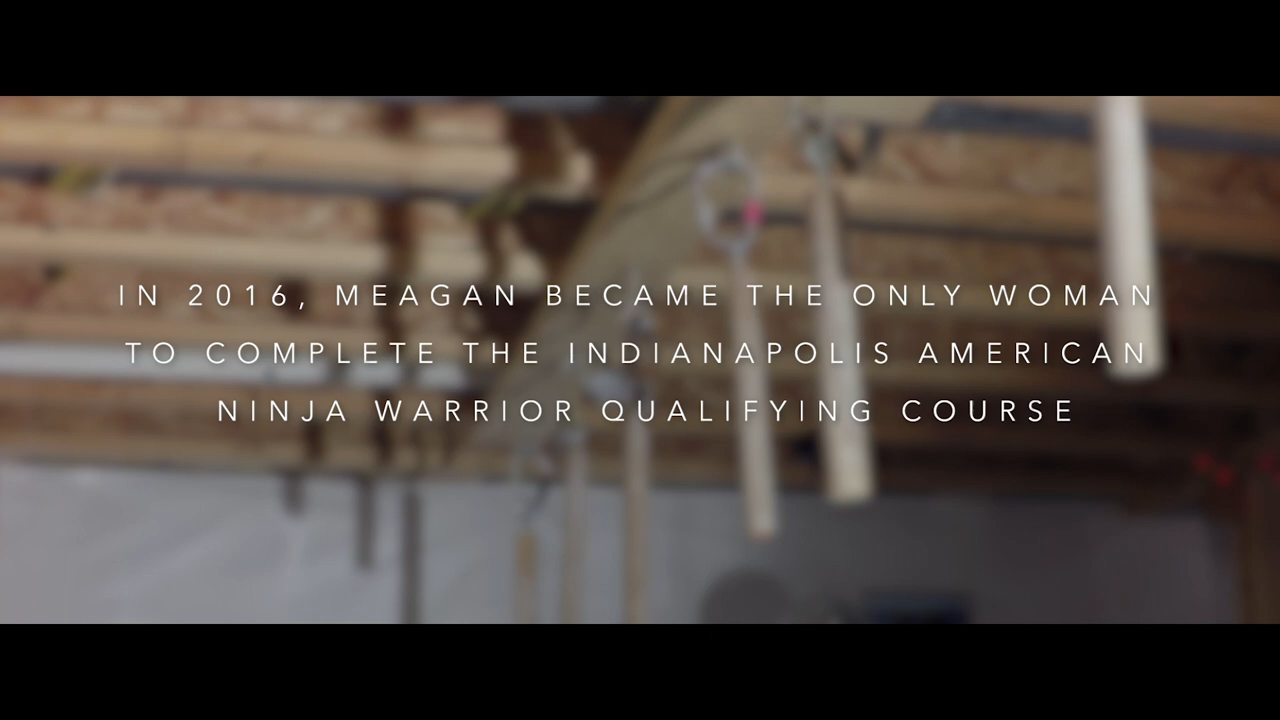 IN 2016, MEAGAN BECAME THE ONLY WOMAN
TO COMPLETE THE INDIANAPOLIS AMERICAN
NINJA WARRIOR QUALIFYING COURSE